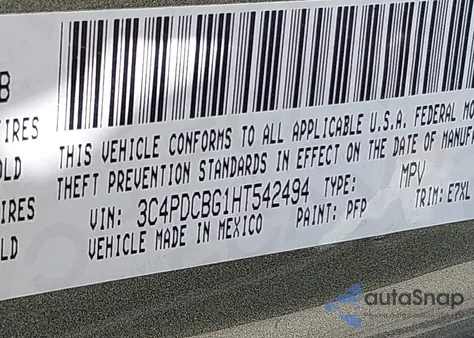 B
IRES
OLD
IRES
LD
THIS VEHICLE CONFORMS TO ALL APPLICABLE U.S.A. FEDERAL MO
THEFT PREVENTION STANDARDS IN EFFECT ON THE DATE OF MANUFA
VIN: 3C4PDCBG1HT542494 TYPE: MPV
VEHICLE MADE IN MEXICO PAINT: PFP TRIM: E7XL
autoSnap